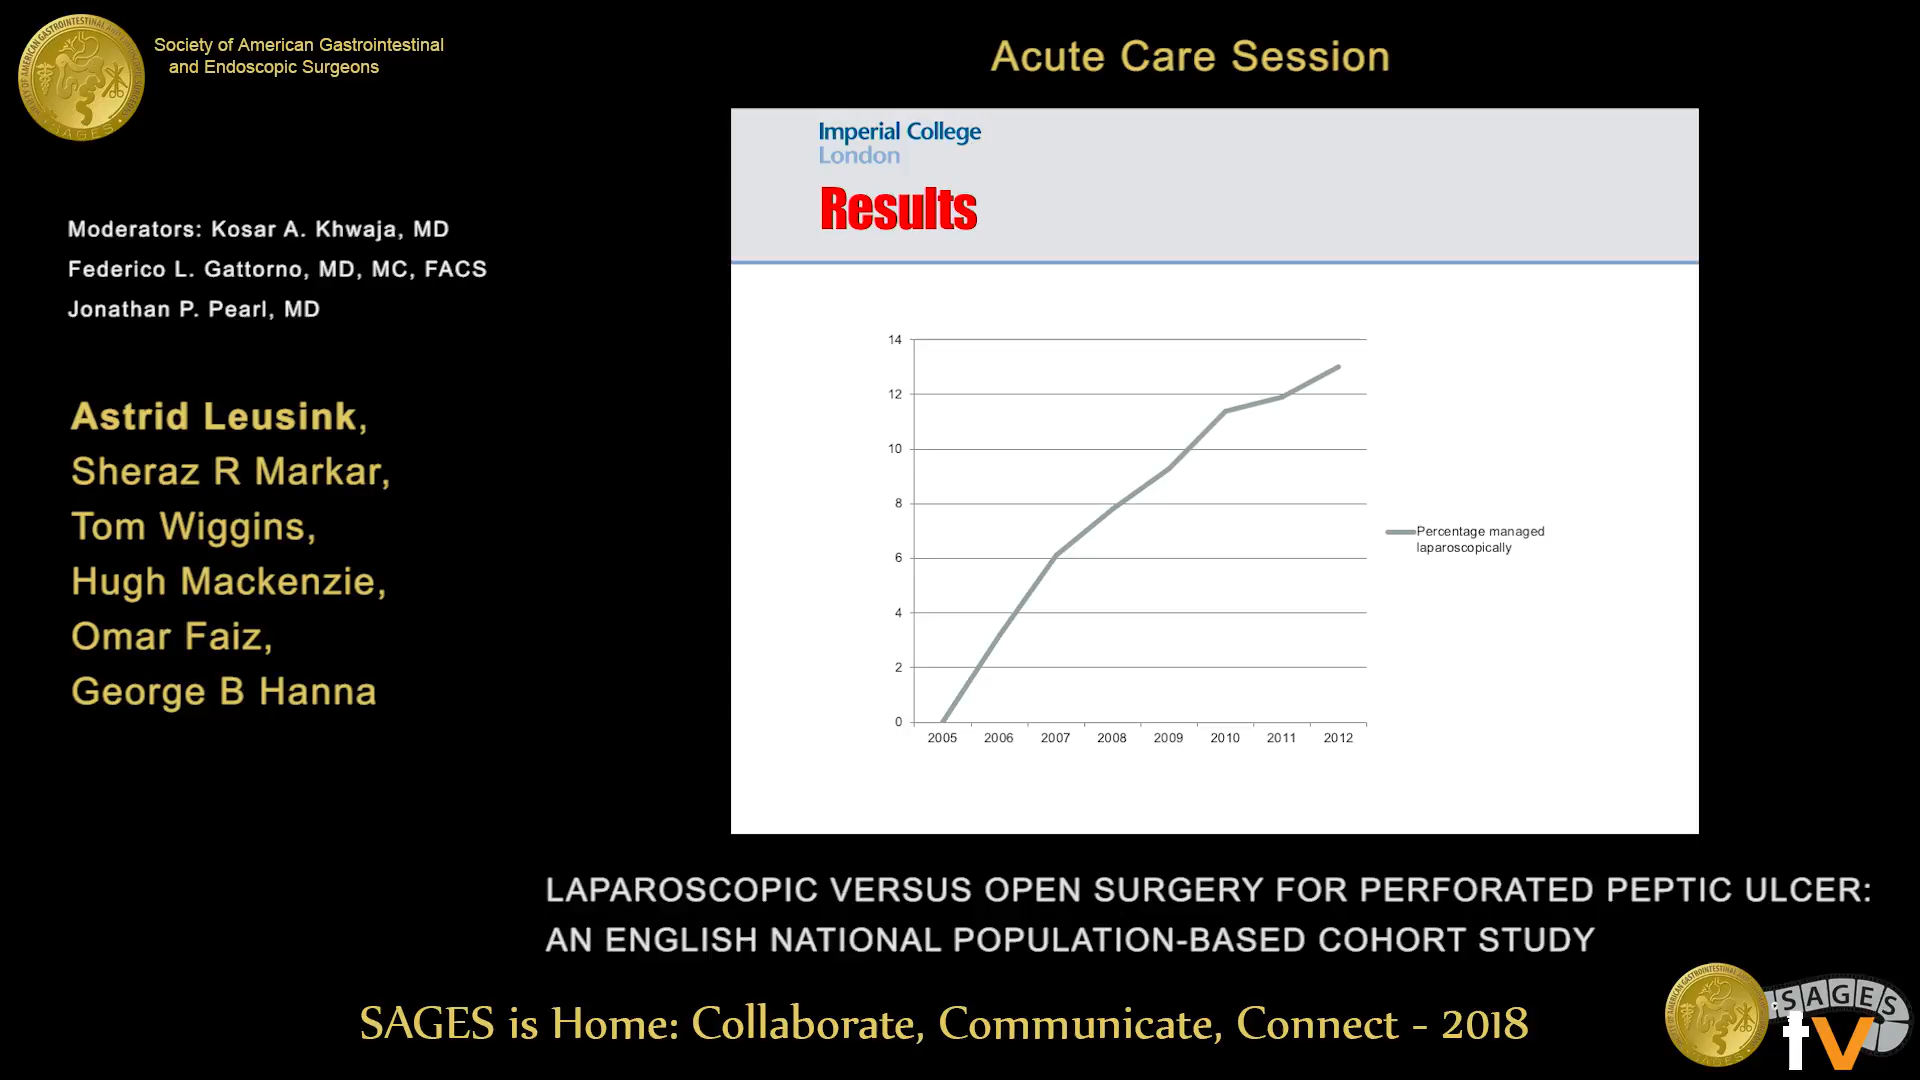 Society of American Gastrointestinal
and Endoscopic Surgeons
SAGES
Acute Care Session
Moderators: Kosar A. Khwaja, MD
Federico L. Gattorno, MD, MC, FACS
Jonathan P. Pearl, MD
Astrid Leusink,
Sheraz R Markar,
Tom Wiggins,
Hugh Mackenzie,
Omar Faiz,
George B Hanna
Imperial College
London
Results
14
12
10
8
6
4
2
0
2005 2006 2007 2008 2009 2010 2011 2012
Percentage managed
laparoscopically
LAPAROSCOPIC VERSUS OPEN SURGERY FOR PERFORATED PEPTIC ULCER:
AN ENGLISH NATIONAL POPULATION-BASED COHORT STUDY
SAGES is Home: Collaborate, Communicate, Connect - 2018
SAGES
tv